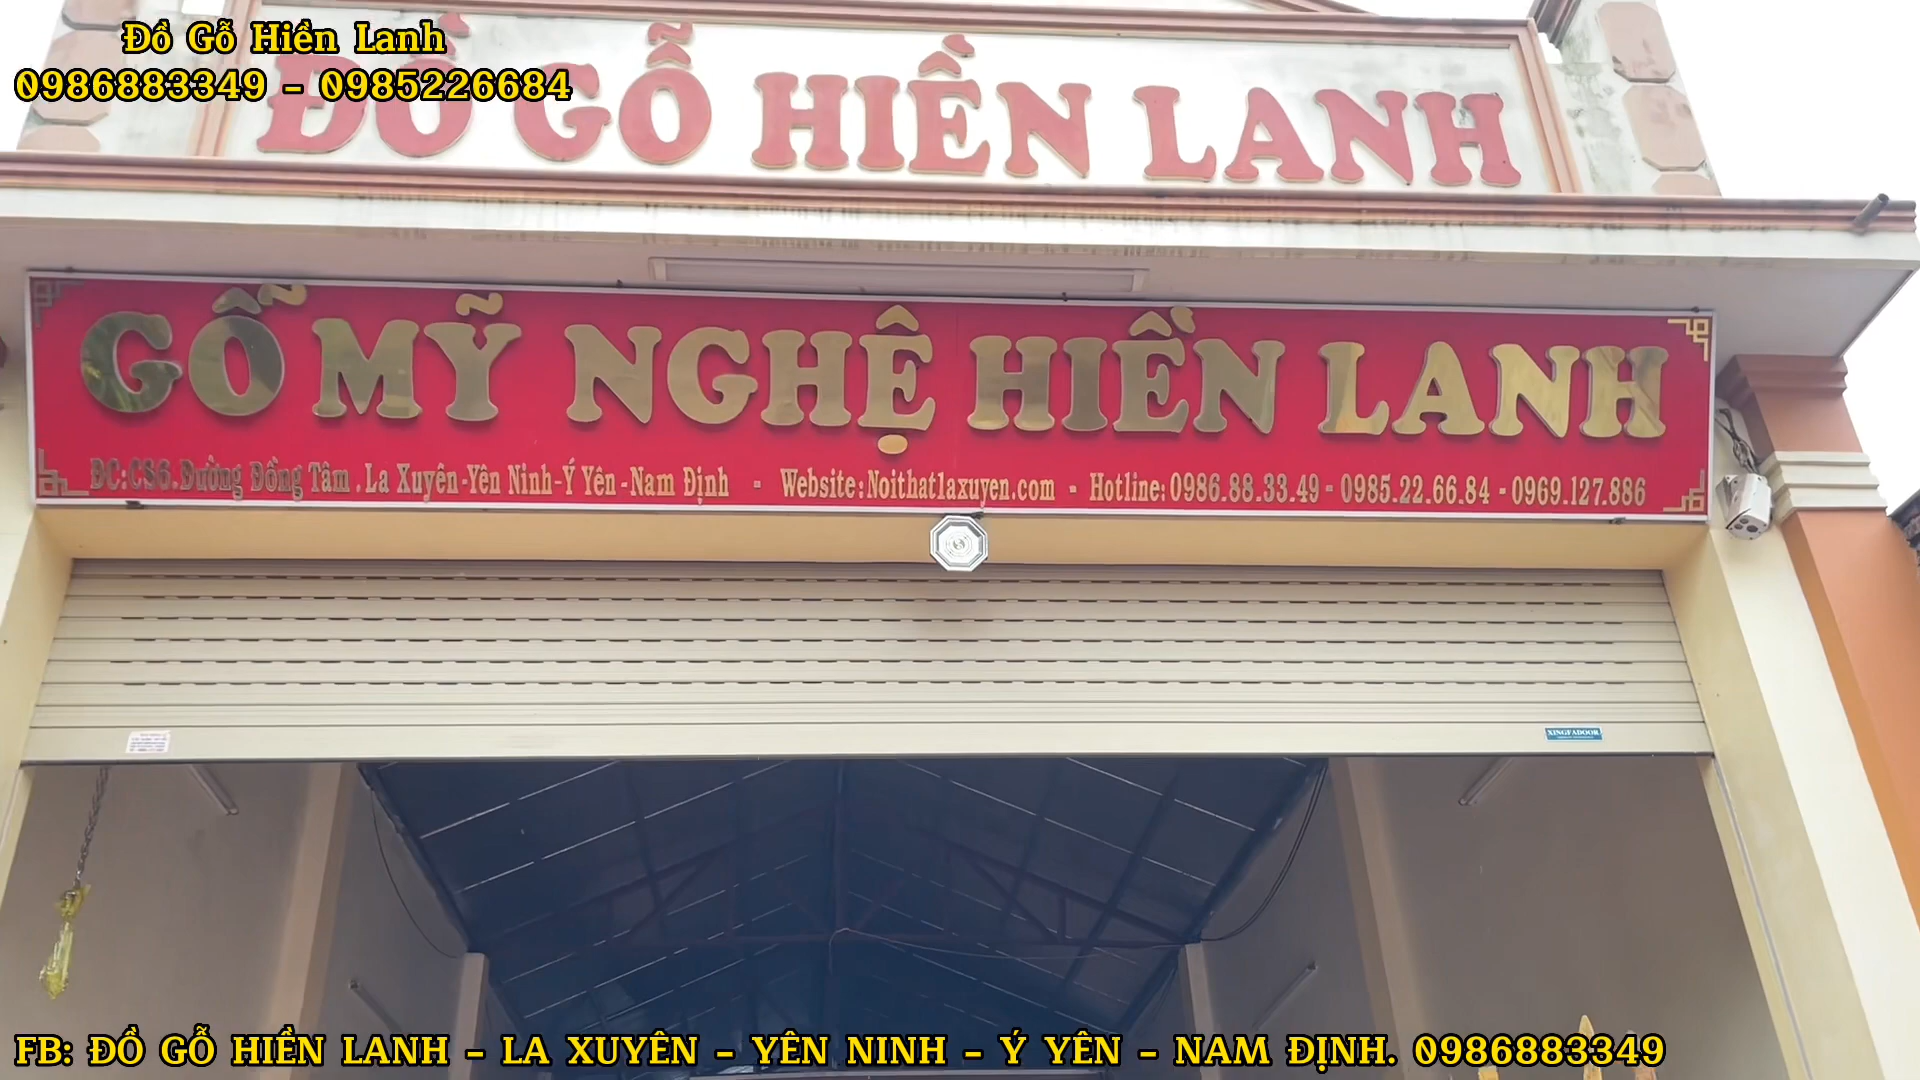 Đồ Gỗ Hiền Lanh
0986883349 - 0985226684
ĐỒ GỖ HIỀN LANH
GỖ MỸ NGHỆ HIỀN LANH
ĐC:CS6.Đường Đồng Tâm.La Xuyên-Yên Ninh-Ý Yên-Nam Định - Website:Noithatlaxuyen.com - Hotline:0986.88.33.49 - 0985.22.66.84 - 0969.127.886
XINGFADOOR
FB: ĐỒ GỖ HIỀN LANH - LA XUYÊN - YÊN NINH - Ý YÊN - NAM ĐỊNH. 0986883349